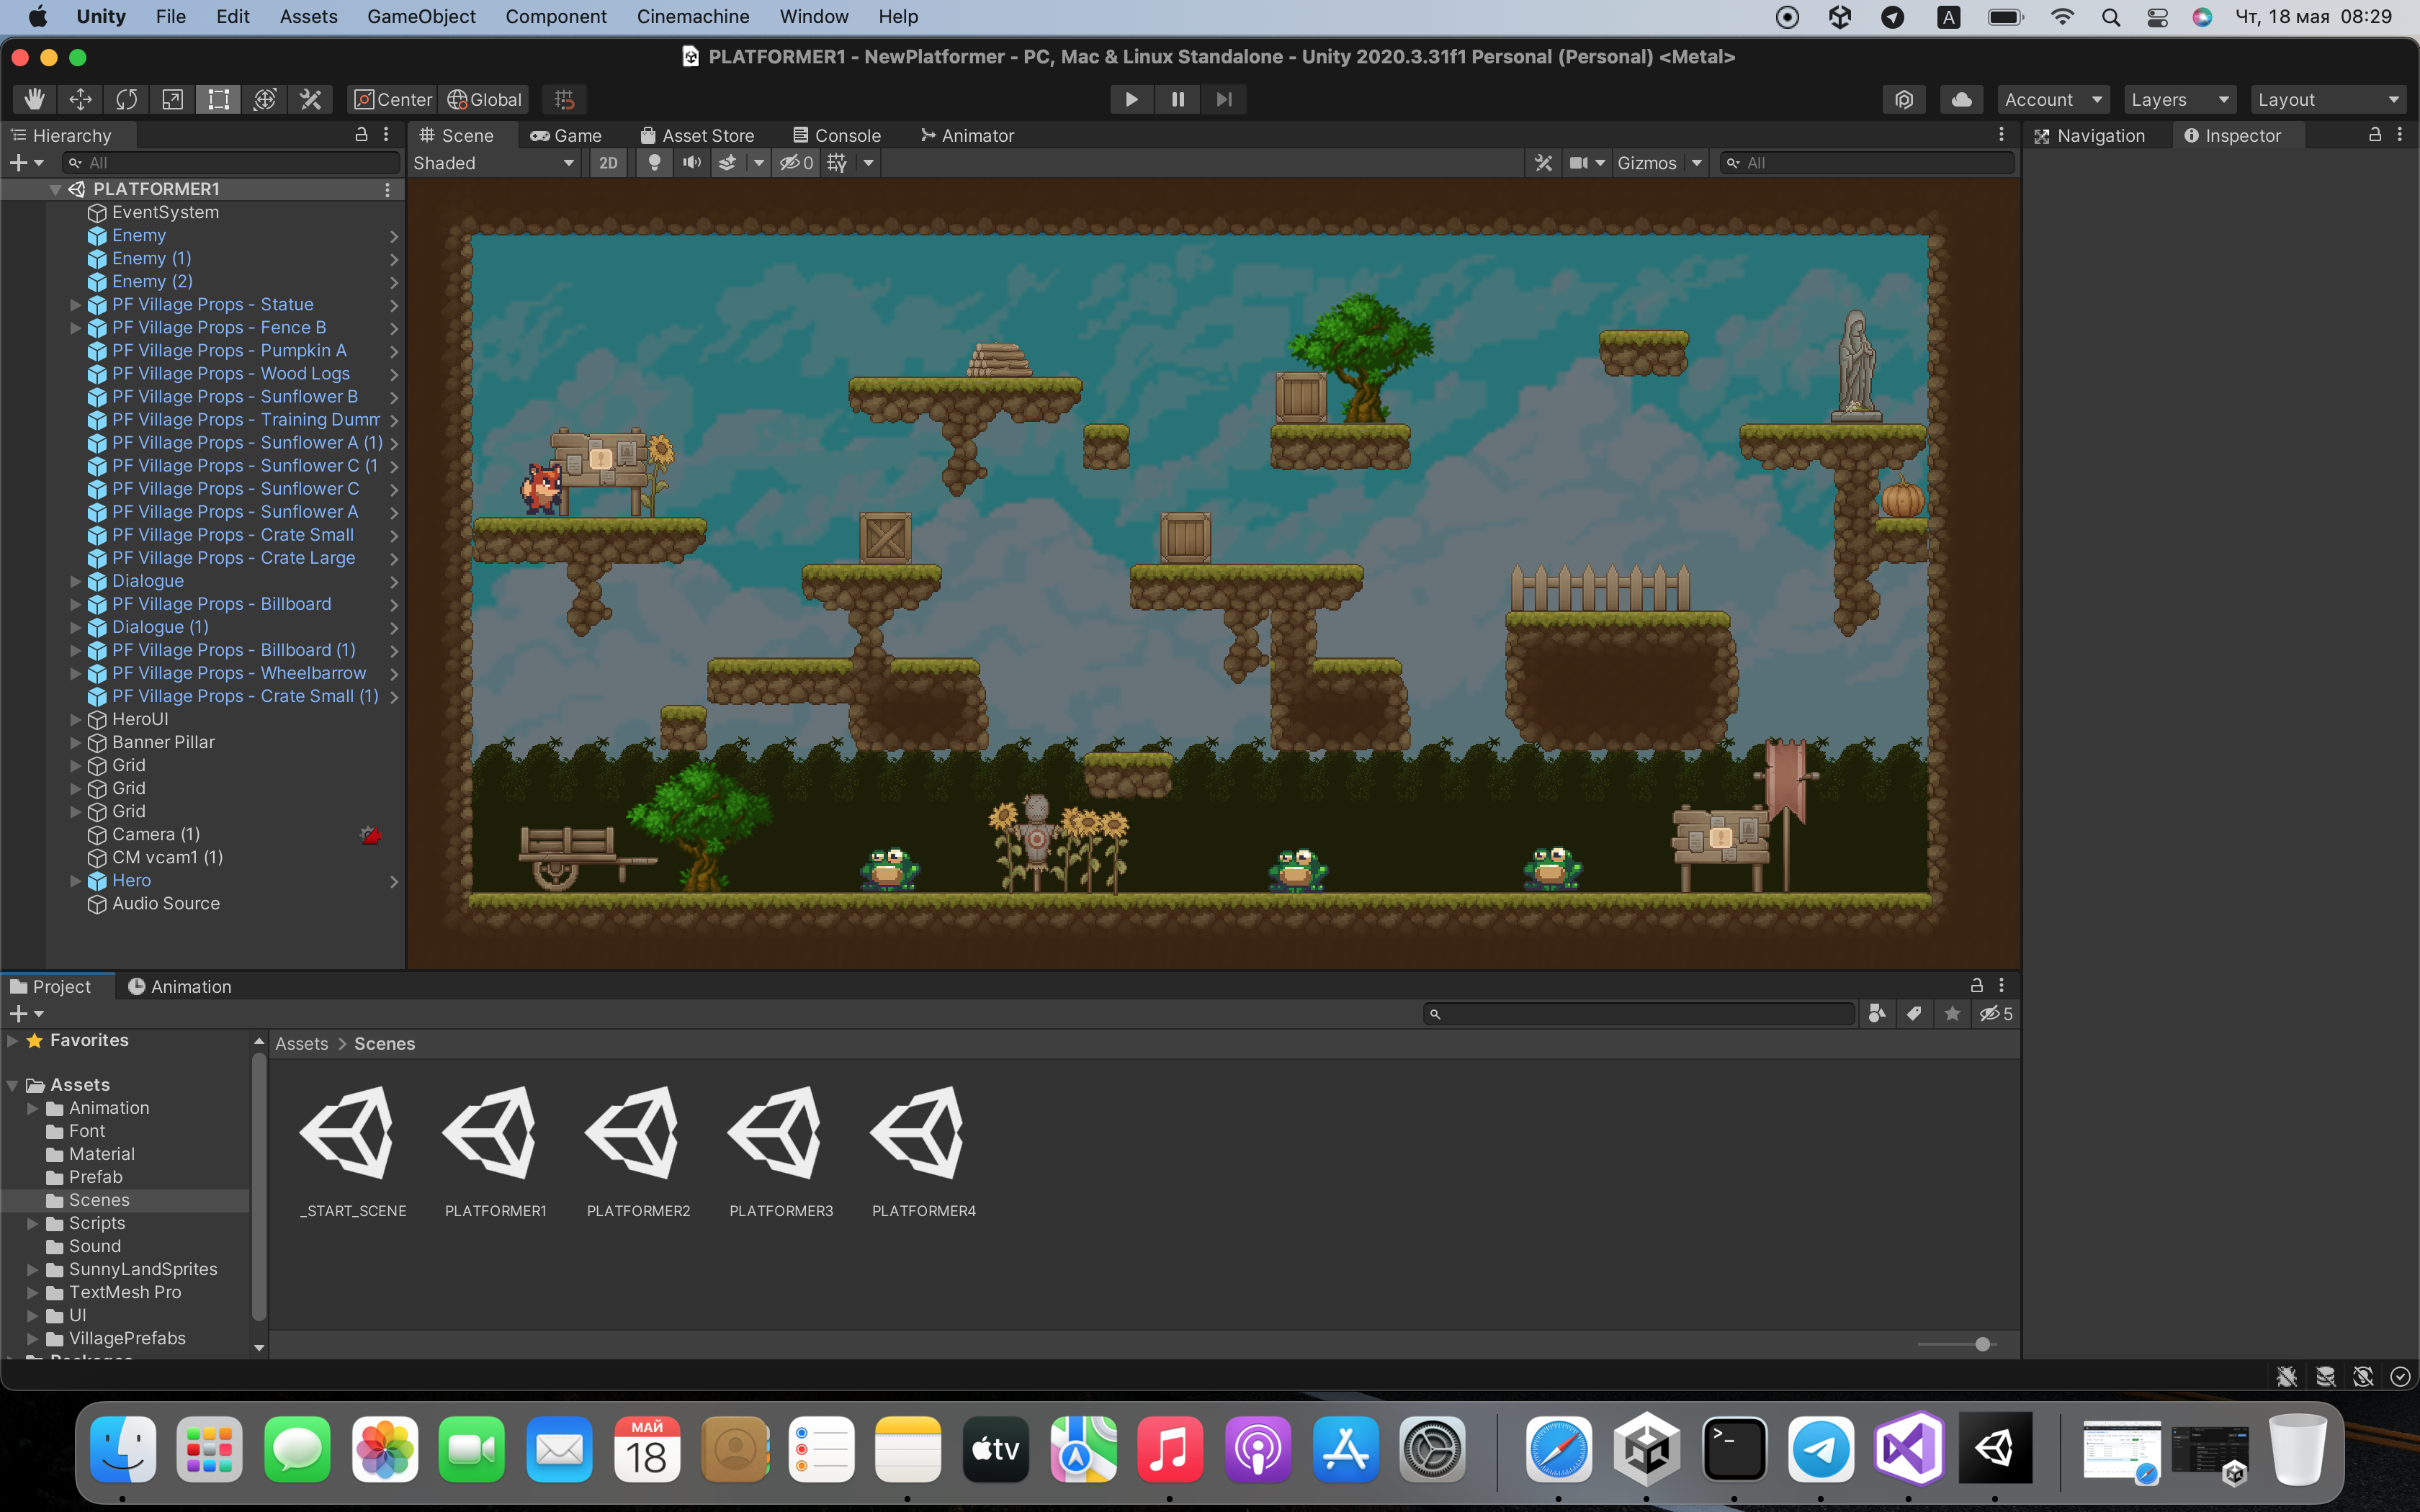 Unity File Edit Assets GameObject Component Cinemachine Window Help A Чт, 18 мая 08:29
PLATFORMER1 - NewPlatformer - PC, Mac & Linux Standalone - Unity 2020.3.31f1 Personal (Personal) <Metal>
Center Global Account Layers Layout
Hierarchy
All
PLATFORMER1
EventSystem
Enemy
Enemy (1)
Enemy (2)
PF Village Props - Statue
PF Village Props - Fence B
PF Village Props - Pumpkin A
PF Village Props - Wood Logs
PF Village Props - Sunflower B
PF Village Props - Training Dumm
PF Village Props - Sunflower A (1)
PF Village Props - Sunflower C (1
PF Village Props - Sunflower C
PF Village Props - Sunflower A
PF Village Props - Crate Small
PF Village Props - Crate Large
Dialogue
PF Village Props - Billboard
Dialogue (1)
PF Village Props - Billboard (1)
PF Village Props - Wheelbarrow
PF Village Props - Crate Small (1)
HeroUI
Banner Pillar
Grid
Grid
Grid
Camera (1)
CM vcam1 (1)
Hero
Audio Source
Scene Game Asset Store Console Animator
Shaded 2D 0 Gizmos All
Navigation Inspector
Project Animation
5
Favorites
Assets
Animation
Font
Material
Prefab
Scenes
Scripts
Sound
SunnyLandSprites
TextMesh Pro
UI
VillagePrefabs
Packages
Assets > Scenes
_START_SCENE PLATFORMER1 PLATFORMER2 PLATFORMER3 PLATFORMER4
МАЙ
18
tv
>_